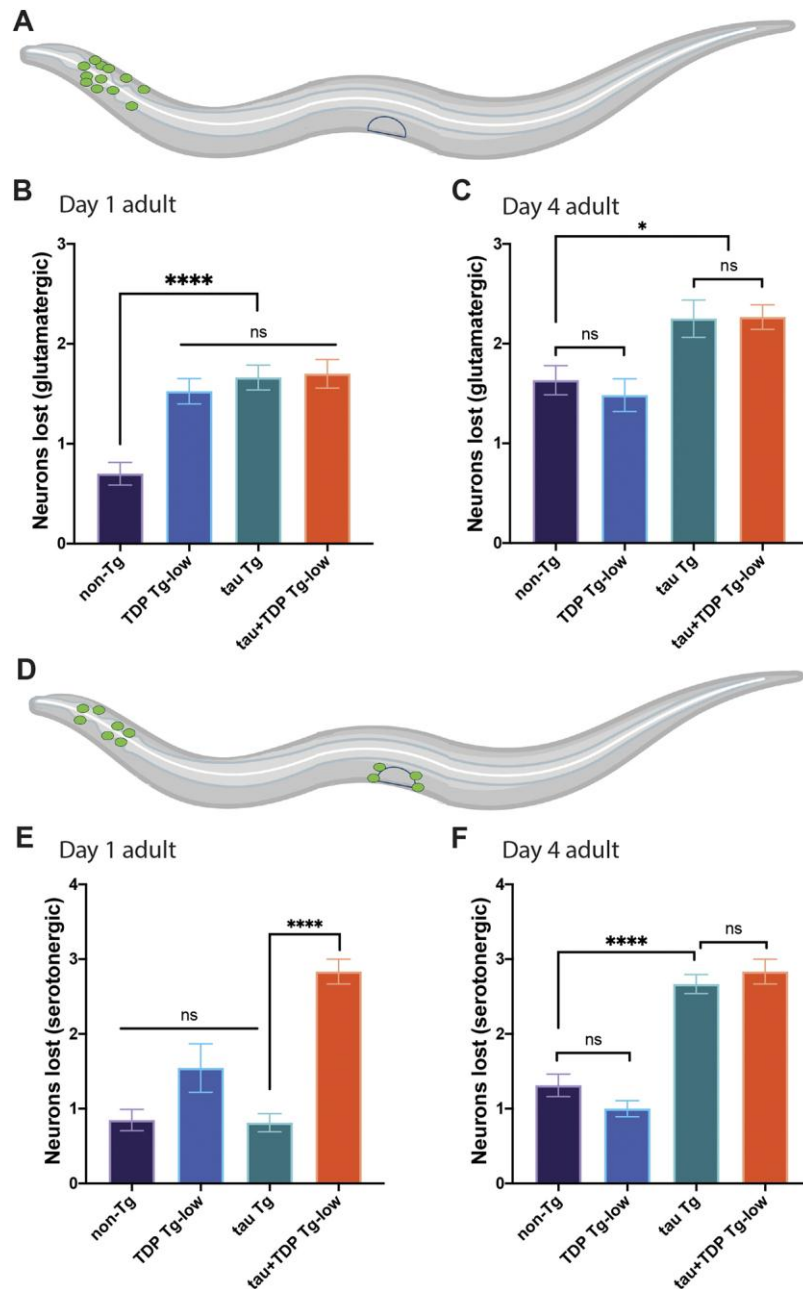 A
B Day 1 adult
Neurons lost (glutamatergic)
3
2
1
0
****
ns
non-Tg
TDP Tg-low
tau Tg
tau+TDP Tg-low
C Day 4 adult
Neurons lost (glutamatergic)
3
2
1
0
*
ns
ns
non-Tg
TDP Tg-low
tau Tg
tau+TDP Tg-low
D
E Day 1 adult
Neurons lost (serotonergic)
4
3
2
1
0
****
ns
non-Tg
TDP Tg-low
tau Tg
tau+TDP Tg-low
F Day 4 adult
Neurons lost (serotonergic)
4
3
2
1
0
****
ns
ns
non-Tg
TDP Tg-low
tau Tg
tau+TDP Tg-low